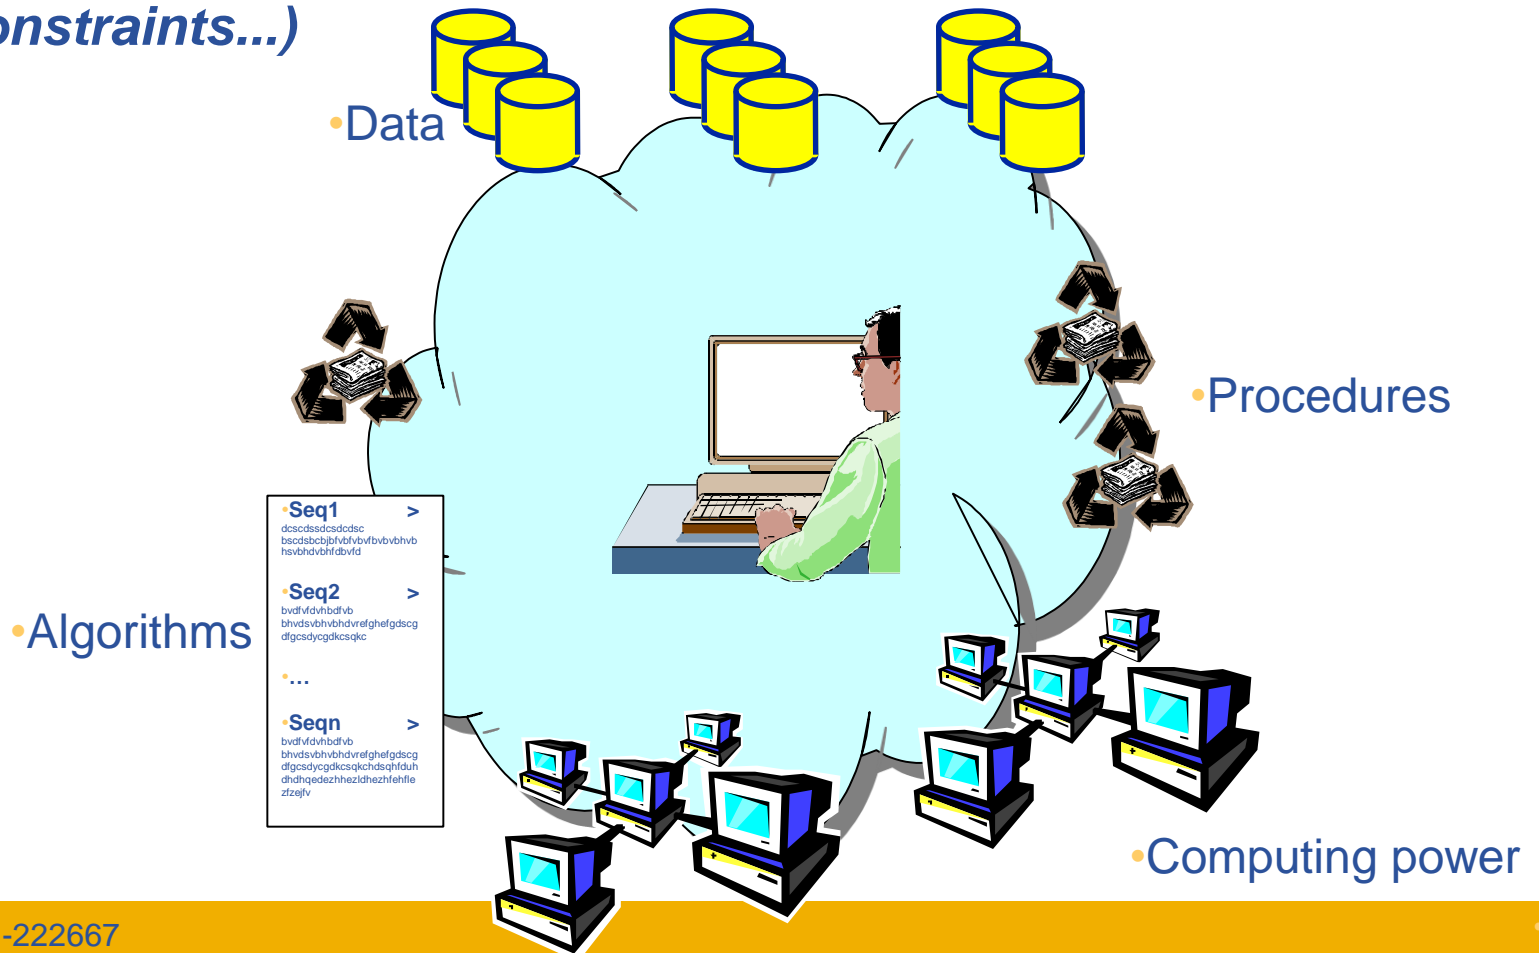 onstraints...)
•Data
•Procedures
•Seq1 >
dcscdssdcsdcdsc
bscdsbcbjbfvbfvbvfbvbvbhvb
hsvbhdvbhfdbvfd
•Seq2 >
bvdfvfdvhbdfvb
bhvdsvbhvbhdvrefghefgdscg
dfgcsdycgdkcsqkc
•...
•Seqn >
bvdfvfdvhbdfvb
bhvdsvbhvbhdvrefghefgdscg
dfgcsdycgdkcsqkchdsqhfduh
dhdhqedezhhezldhezhfehfle
zfzejfv
•Algorithms
•Computing power
-222667